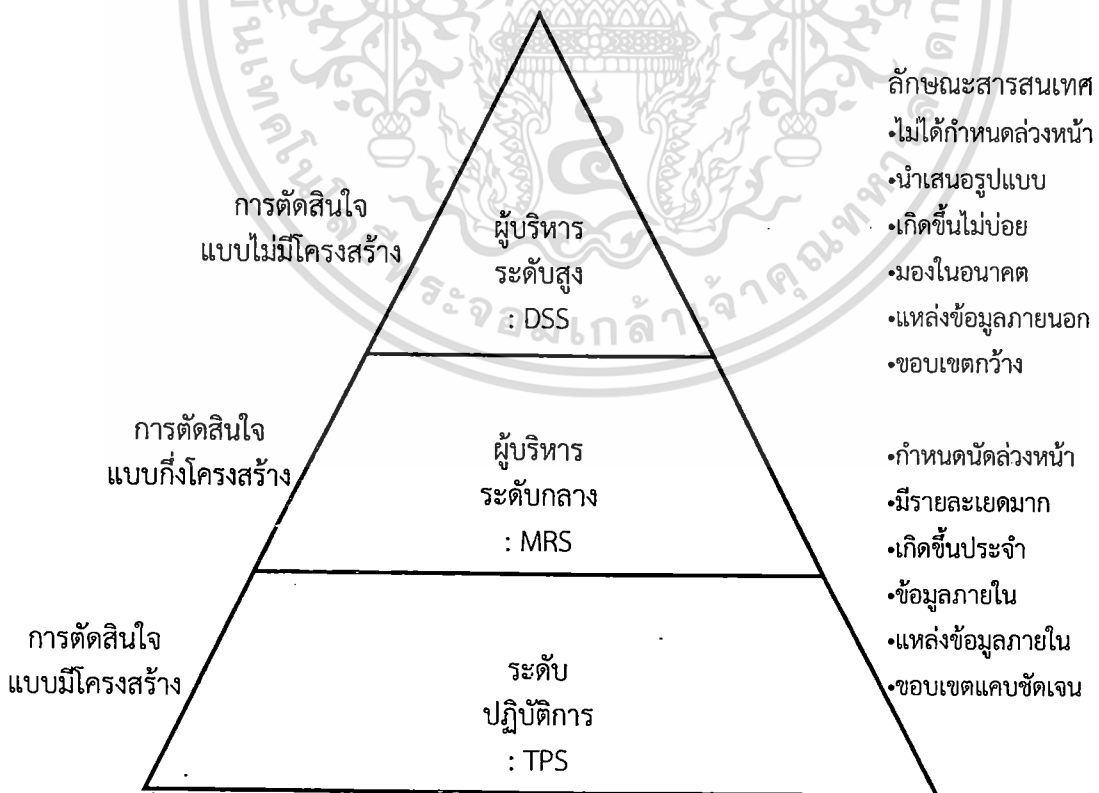 ลักษณะสารสนเทศ
•ไม่ได้กำหนดล่วงหน้า
•นำเสนอรูปแบบ
•เกิดขึ้นไม่บ่อย
•มองในอนาคต
•แหล่งข้อมูลภายนอก
•ขอบเขตกว้าง
การตัดสินใจ
แบบไม่มีโครงสร้าง
ผู้บริหาร
ระดับสูง
: DSS
การตัดสินใจ
แบบกึ่งโครงสร้าง
ผู้บริหาร
ระดับกลาง
: MRS
•กำหนดนัดล่วงหน้า
•มีรายละเยดมาก
•เกิดขึ้นประจำ
•ข้อมูลภายใน
•แหล่งข้อมูลภายใน
•ขอบเขตแคบชัดเจน
การตัดสินใจ
แบบมีโครงสร้าง
ระดับ
ปฏิบัติการ
: TPS